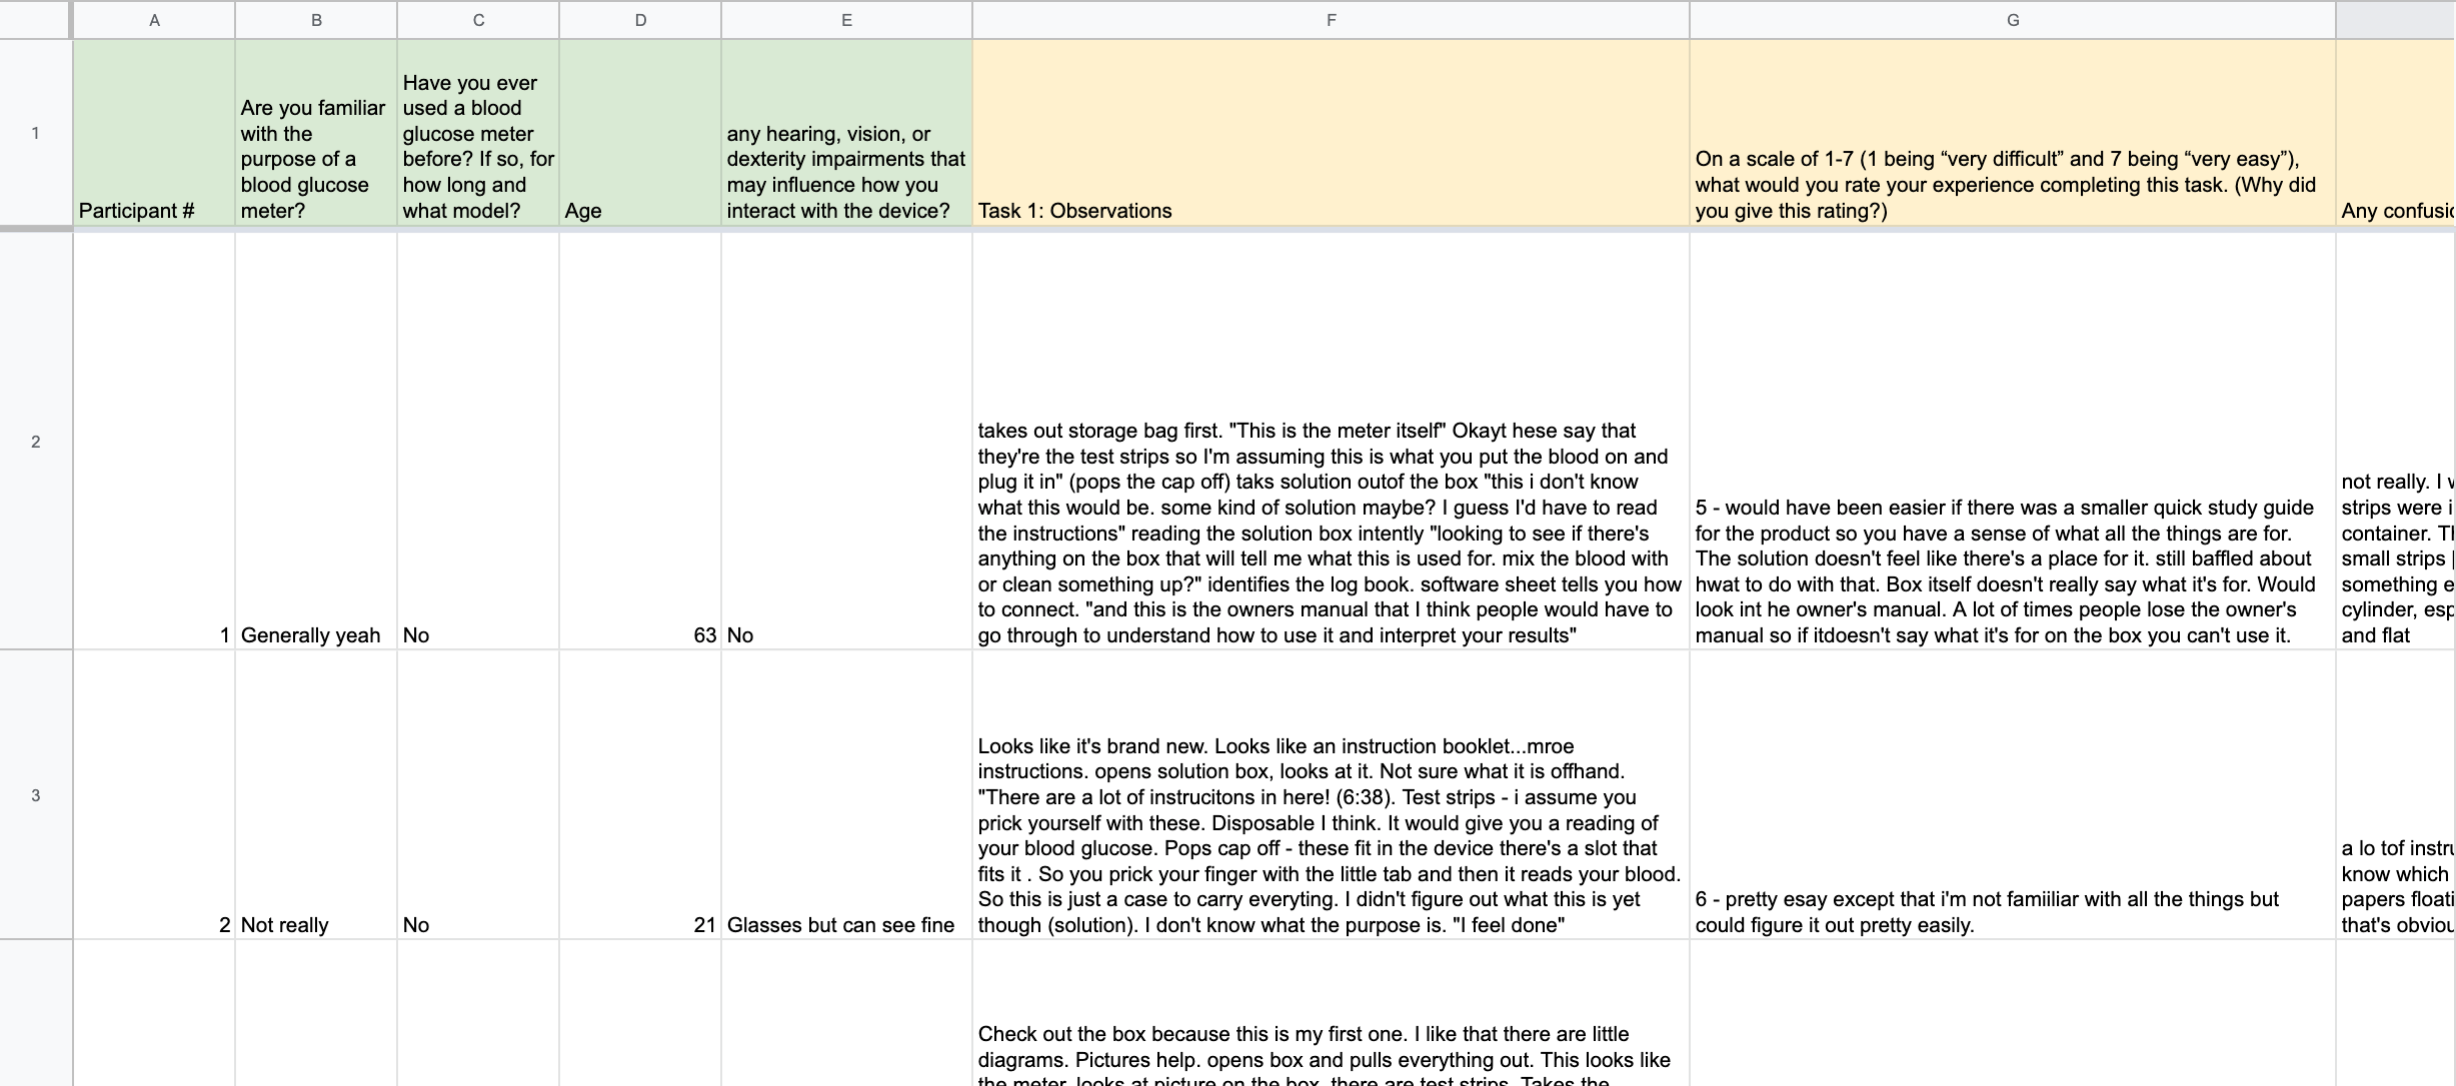 A B C D E F G
1
Participant #
Are you familiar
with the
purpose of a
blood glucose
meter?
Have you ever
used a blood
glucose meter
before? If so, for
how long and
what model?
Age
any hearing, vision, or
dexterity impairments that
may influence how you
interact with the device?
Task 1: Observations
On a scale of 1-7 (1 being “very difficult” and 7 being “very easy”),
what would you rate your experience completing this task. (Why did
you give this rating?)
Any confusi
2
1
Generally yeah
No
63
No
takes out storage bag first. "This is the meter itself" Okayt hese say that
they're the test strips so I'm assuming this is what you put the blood on and
plug it in" (pops the cap off) taks solution outof the box "this i don't know
what this would be. some kind of solution maybe? I guess I'd have to read
the instructions" reading the solution box intently "looking to see if there's
anything on the box that will tell me what this is used for. mix the blood with
or clean something up?" identifies the log book. software sheet tells you how
to connect. "and this is the owners manual that I think people would have to
go through to understand how to use it and interpret your results"
5 - would have been easier if there was a smaller quick study guide
for the product so you have a sense of what all the things are for.
The solution doesn't feel like there's a place for it. still baffled about
hwat to do with that. Box itself doesn't really say what it's for. Would
look int he owner's manual. A lot of times people lose the owner's
manual so if itdoesn't say what it's for on the box you can't use it.
not really. I
strips were i
container.
small strips
something e
cylinder, esp
and flat
3
2
Not really
No
21
Glasses but can see fine
Looks like it's brand new. Looks like an instruction booklet...mroe
instructions. opens solution box, looks at it. Not sure what it is offhand.
"There are a lot of instrucitons in here! (6:38). Test strips - i assume you
prick yourself with these. Disposable I think. It would give you a reading of
your blood glucose. Pops cap off - these fit in the device there's a slot that
fits it . So you prick your finger with the little tab and then it reads your blood.
So this is just a case to carry everyting. I didn't figure out what this is yet
though (solution). I don't know what the purpose is. "I feel done"
6 - pretty esay except that i'm not famiiliar with all the things but
could figure it out pretty easily.
a lo tof instru
know which
papers floati
that's obviou
Check out the box because this is my first one. I like that there are little
diagrams. Pictures help. opens box and pulls everything out. This looks like
the meter. looks at picture on the box. there are test strips. Takes the